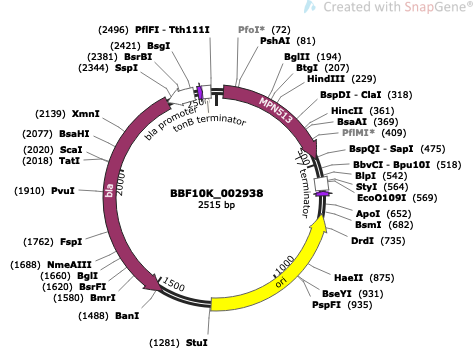 Created with SnapGene®
(2496) PflFI - Tth111I
(2421) BsgI
(2381) BsrBI
(2344) SspI
PfoI* (72)
PshAI (81)
BglII (194)
BtgI (207)
HindIII (229)
BspDI - ClaI (318)
HincII (361)
BsaAI (369)
PflMI* (409)
BspQI - SapI (475)
BbvCI - Bpu10I (518)
BlpI (542)
StyI (564)
EcoO109I (569)
ApoI (652)
BsmI (682)
DrdI (735)
HaeII (875)
BseYI (931)
PspFI (935)
(2139) XmnI
(2077) BsaHI
(2020) ScaI
(2018) TatI
(1910) PvuI
(1762) FspI
(1688) NmeAIII
(1660) BglI
(1620) BsrFI
(1580) BmrI
(1488) BanI
(1281) StuI
bla promoter
tonB terminator
MPN513
T7 terminator
bla
ori
250
500
1000
1500
2000
BBF10K_002938
2515 bp